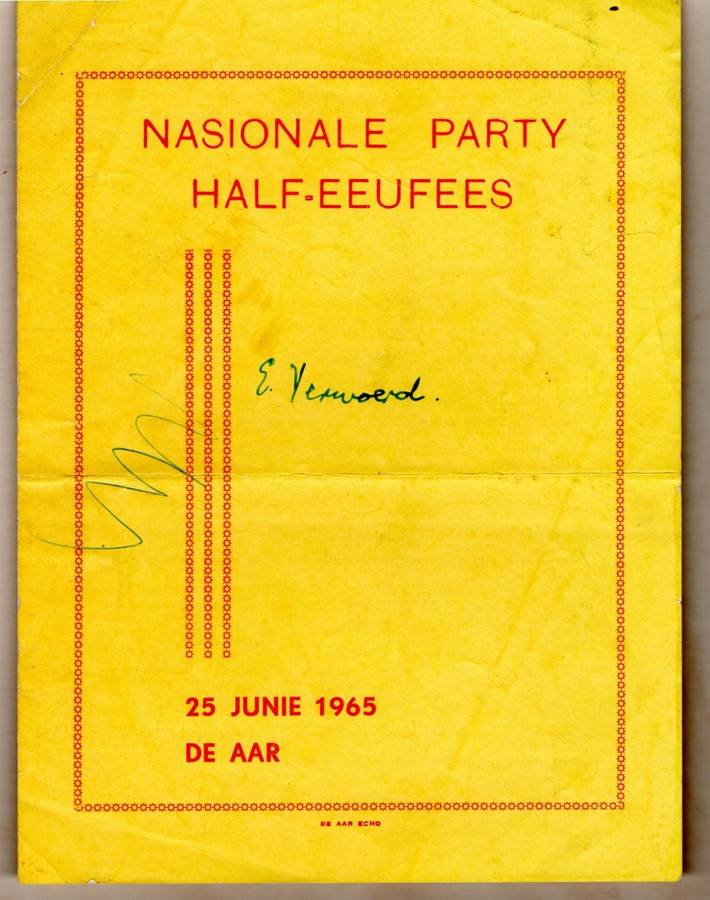 NASIONALE PARTY
HALF-EEUFEES
E. Verwoerd.
25 JUNIE 1965
DE AAR
DE AAR ECHO